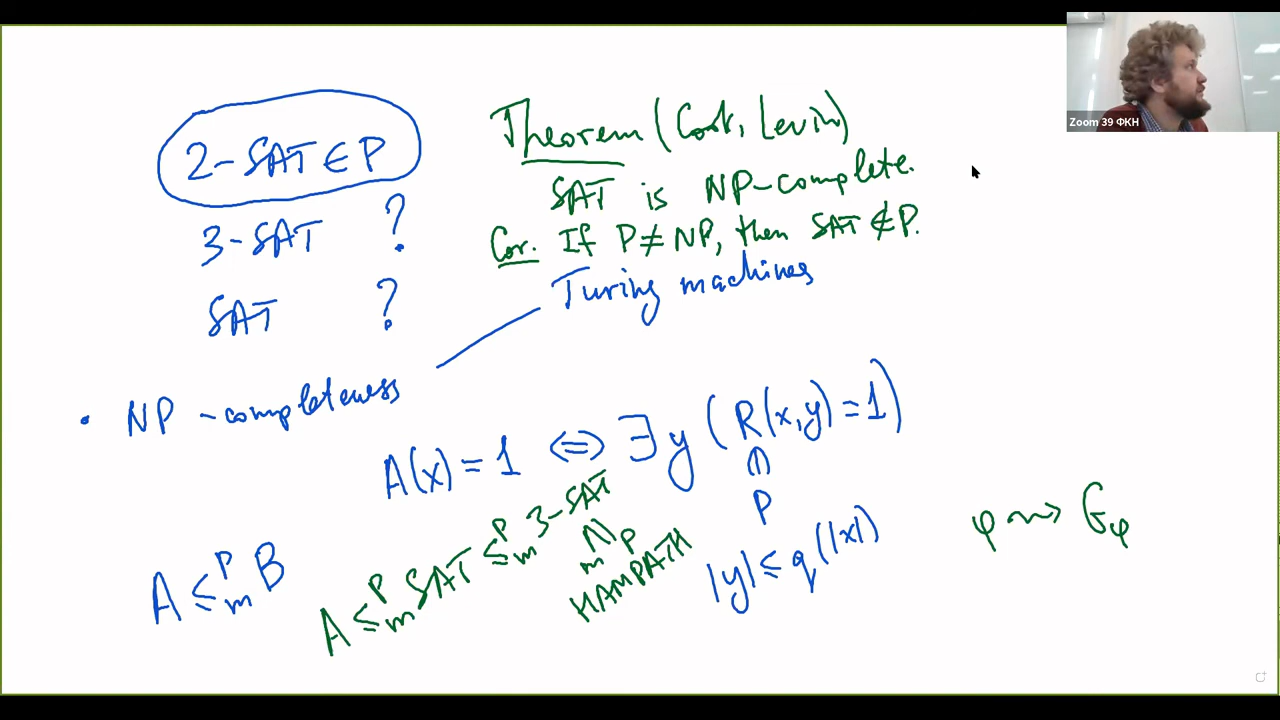 Zoom 39 ФКН
2-SAT ∈ P
3-SAT ?
SAT ?
Theorem (Cook, Levin)
SAT is NP-complete.
Cor. If P ≠ NP, then SAT ∉ P.
Turing machines
• NP-completeness
A(x) = 1 ⇔ ∃ y (R(x,y) = 1)
P
|y| ≤ q(|x|)
A ≤ᵖₘ B
A ≤ᵖₘ SAT ≤ᵖₘ 3-SAT
≤ᵖₘ
HAMPATH
φ ⇝ G_φ